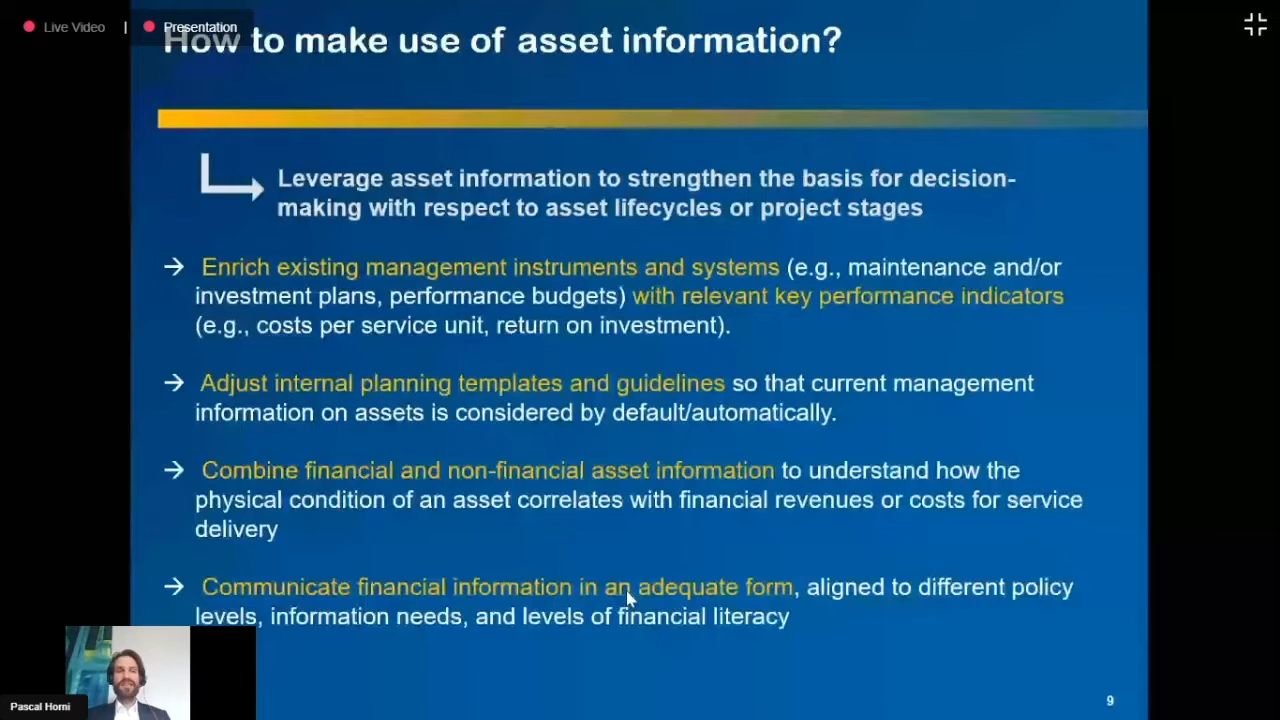 Live Video | Presentation
How to make use of asset information?
Leverage asset information to strengthen the basis for decision-
making with respect to asset lifecycles or project stages
→ Enrich existing management instruments and systems (e.g., maintenance and/or
investment plans, performance budgets) with relevant key performance indicators
(e.g., costs per service unit, return on investment).
→ Adjust internal planning templates and guidelines so that current management
information on assets is considered by default/automatically.
→ Combine financial and non-financial asset information to understand how the
physical condition of an asset correlates with financial revenues or costs for service
delivery
→ Communicate financial information in an adequate form, aligned to different policy
levels, information needs, and levels of financial literacy
Pascal Horni
9